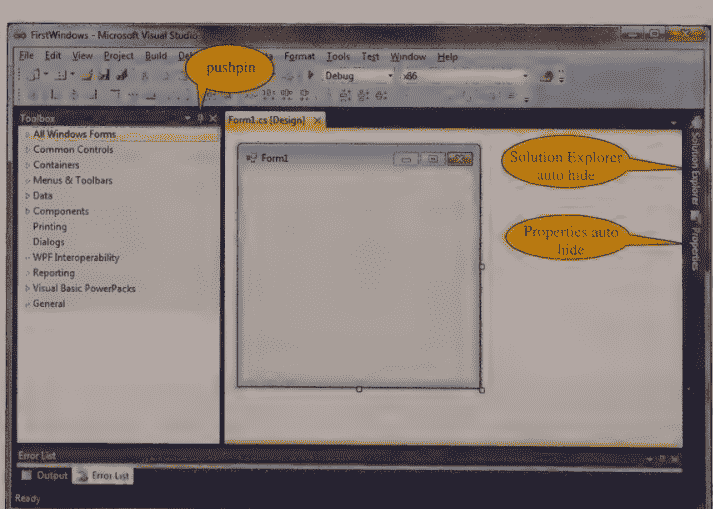 FirstWindows - Microsoft Visual Studio
File Edit View Project Build Format Tools Test Window Help
pushpin
Debug x86
Toolbox
Form1.cs [Design]
All Windows Forms
Common Controls
Containers
Menus & Toolbars
Data
Components
Printing
Dialogs
WPF Interoperability
Reporting
Visual Basic PowerPacks
General
Form1
Solution Explorer
auto hide
Properties auto
hide
Solution Explorer
Properties
Error List
Output Error List
Ready